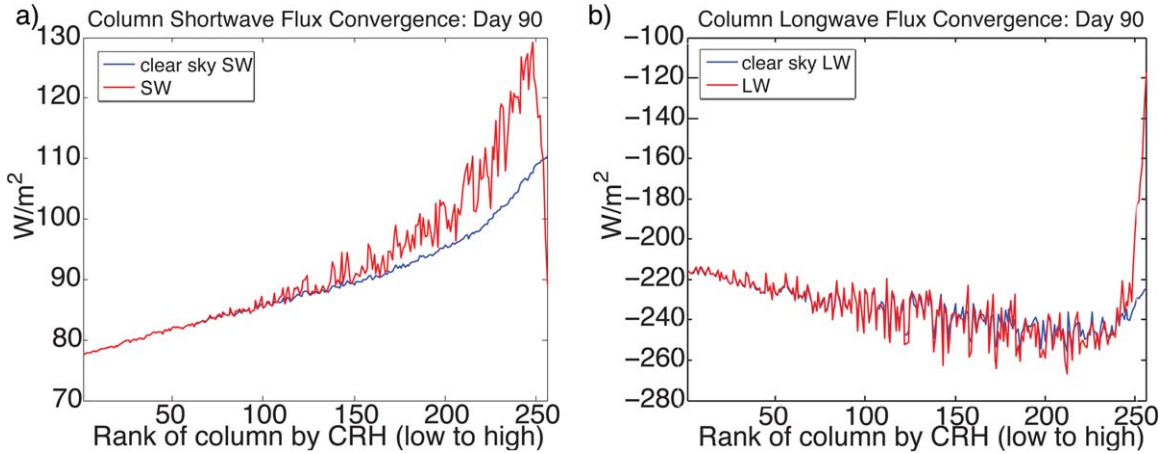 a) Column Shortwave Flux Convergence: Day 90
130
120
110
100
90
80
70
W/m²
clear sky SW
SW
50 100 150 200 250
Rank of column by CRH (low to high)
b) Column Longwave Flux Convergence: Day 90
−100
−120
−140
−160
−180
−200
−220
−240
−260
−280
W/m²
clear sky LW
LW
50 100 150 200 250
Rank of column by CRH (low to high)